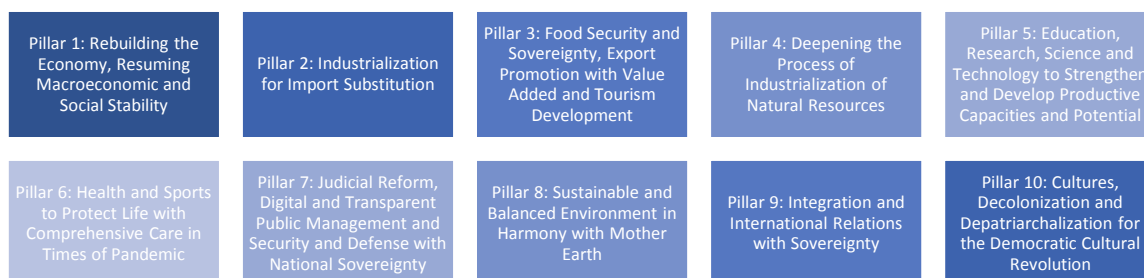 Pillar 1: Rebuilding the
Economy, Resuming
Macroeconomic and
Social Stability
Pillar 2: Industrialization
for Import Substitution
Pillar 3: Food Security and
Sovereignty, Export
Promotion with Value
Added and Tourism
Development
Pillar 4: Deepening the
Process of
Industrialization of
Natural Resources
Pillar 5: Education,
Research, Science and
Technology to Strengthen
and Develop Productive
Capacities and Potential
Pillar 6: Health and Sports
to Protect Life with
Comprehensive Care in
Times of Pandemic
Pillar 7: Judicial Reform,
Digital and Transparent
Public Management and
Security and Defense with
National Sovereignty
Pillar 8: Sustainable and
Balanced Environment in
Harmony with Mother
Earth
Pillar 9: Integration and
International Relations
with Sovereignty
Pillar 10: Cultures,
Decolonization and
Depatriarchalization for
the Democratic Cultural
Revolution